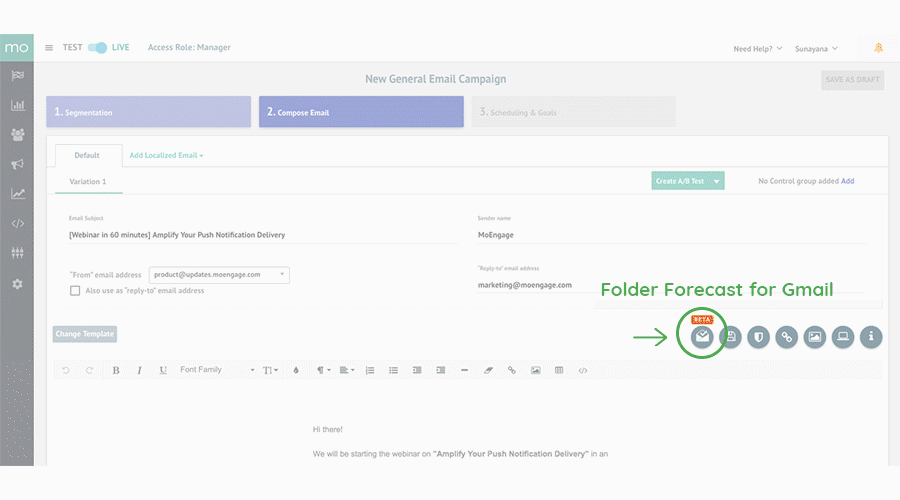 mo
TEST LIVE Access Role: Manager Need Help? Sunayana
New General Email Campaign SAVE AS DRAFT
1. Segmentation 2. Compose Email 3. Scheduling & Goals
Default Add Localized Email
Variation 1 Create A/B Test No Control group added Add
Email Subject Sender name
[Webinar in 60 minutes] Amplify Your Push Notification Delivery MoEngage
"From" email address product@updates.moengage.com "Reply-to" email address
Also use as "reply-to" email address marketing@moengage.com
Folder Forecast for Gmail
BETA
Change Template
B I U Font Family TI
Hi there!
We will be starting the webinar on "Amplify Your Push Notification Delivery" in an